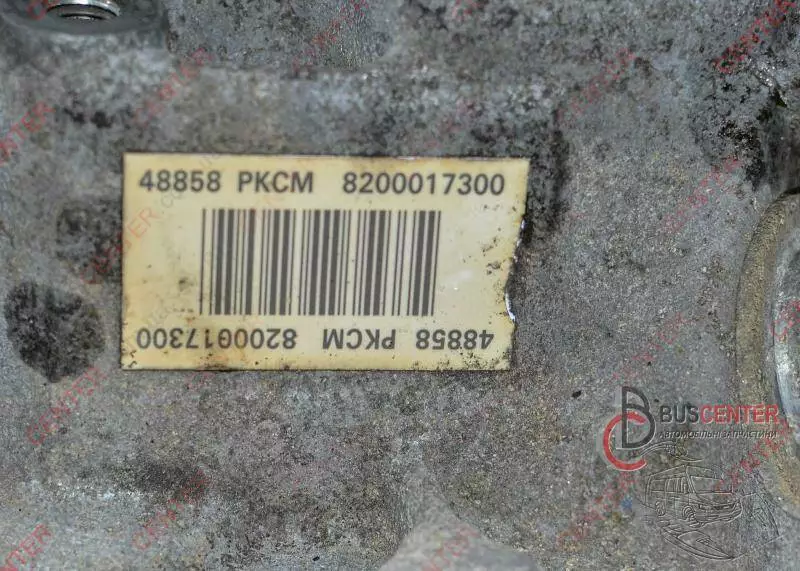 48858 PKCM 8200017300
48858 PKCM 8200017300
BUSCENTER
АВТОМОБІЛЬНІ ЗАПЧАСТИНИ